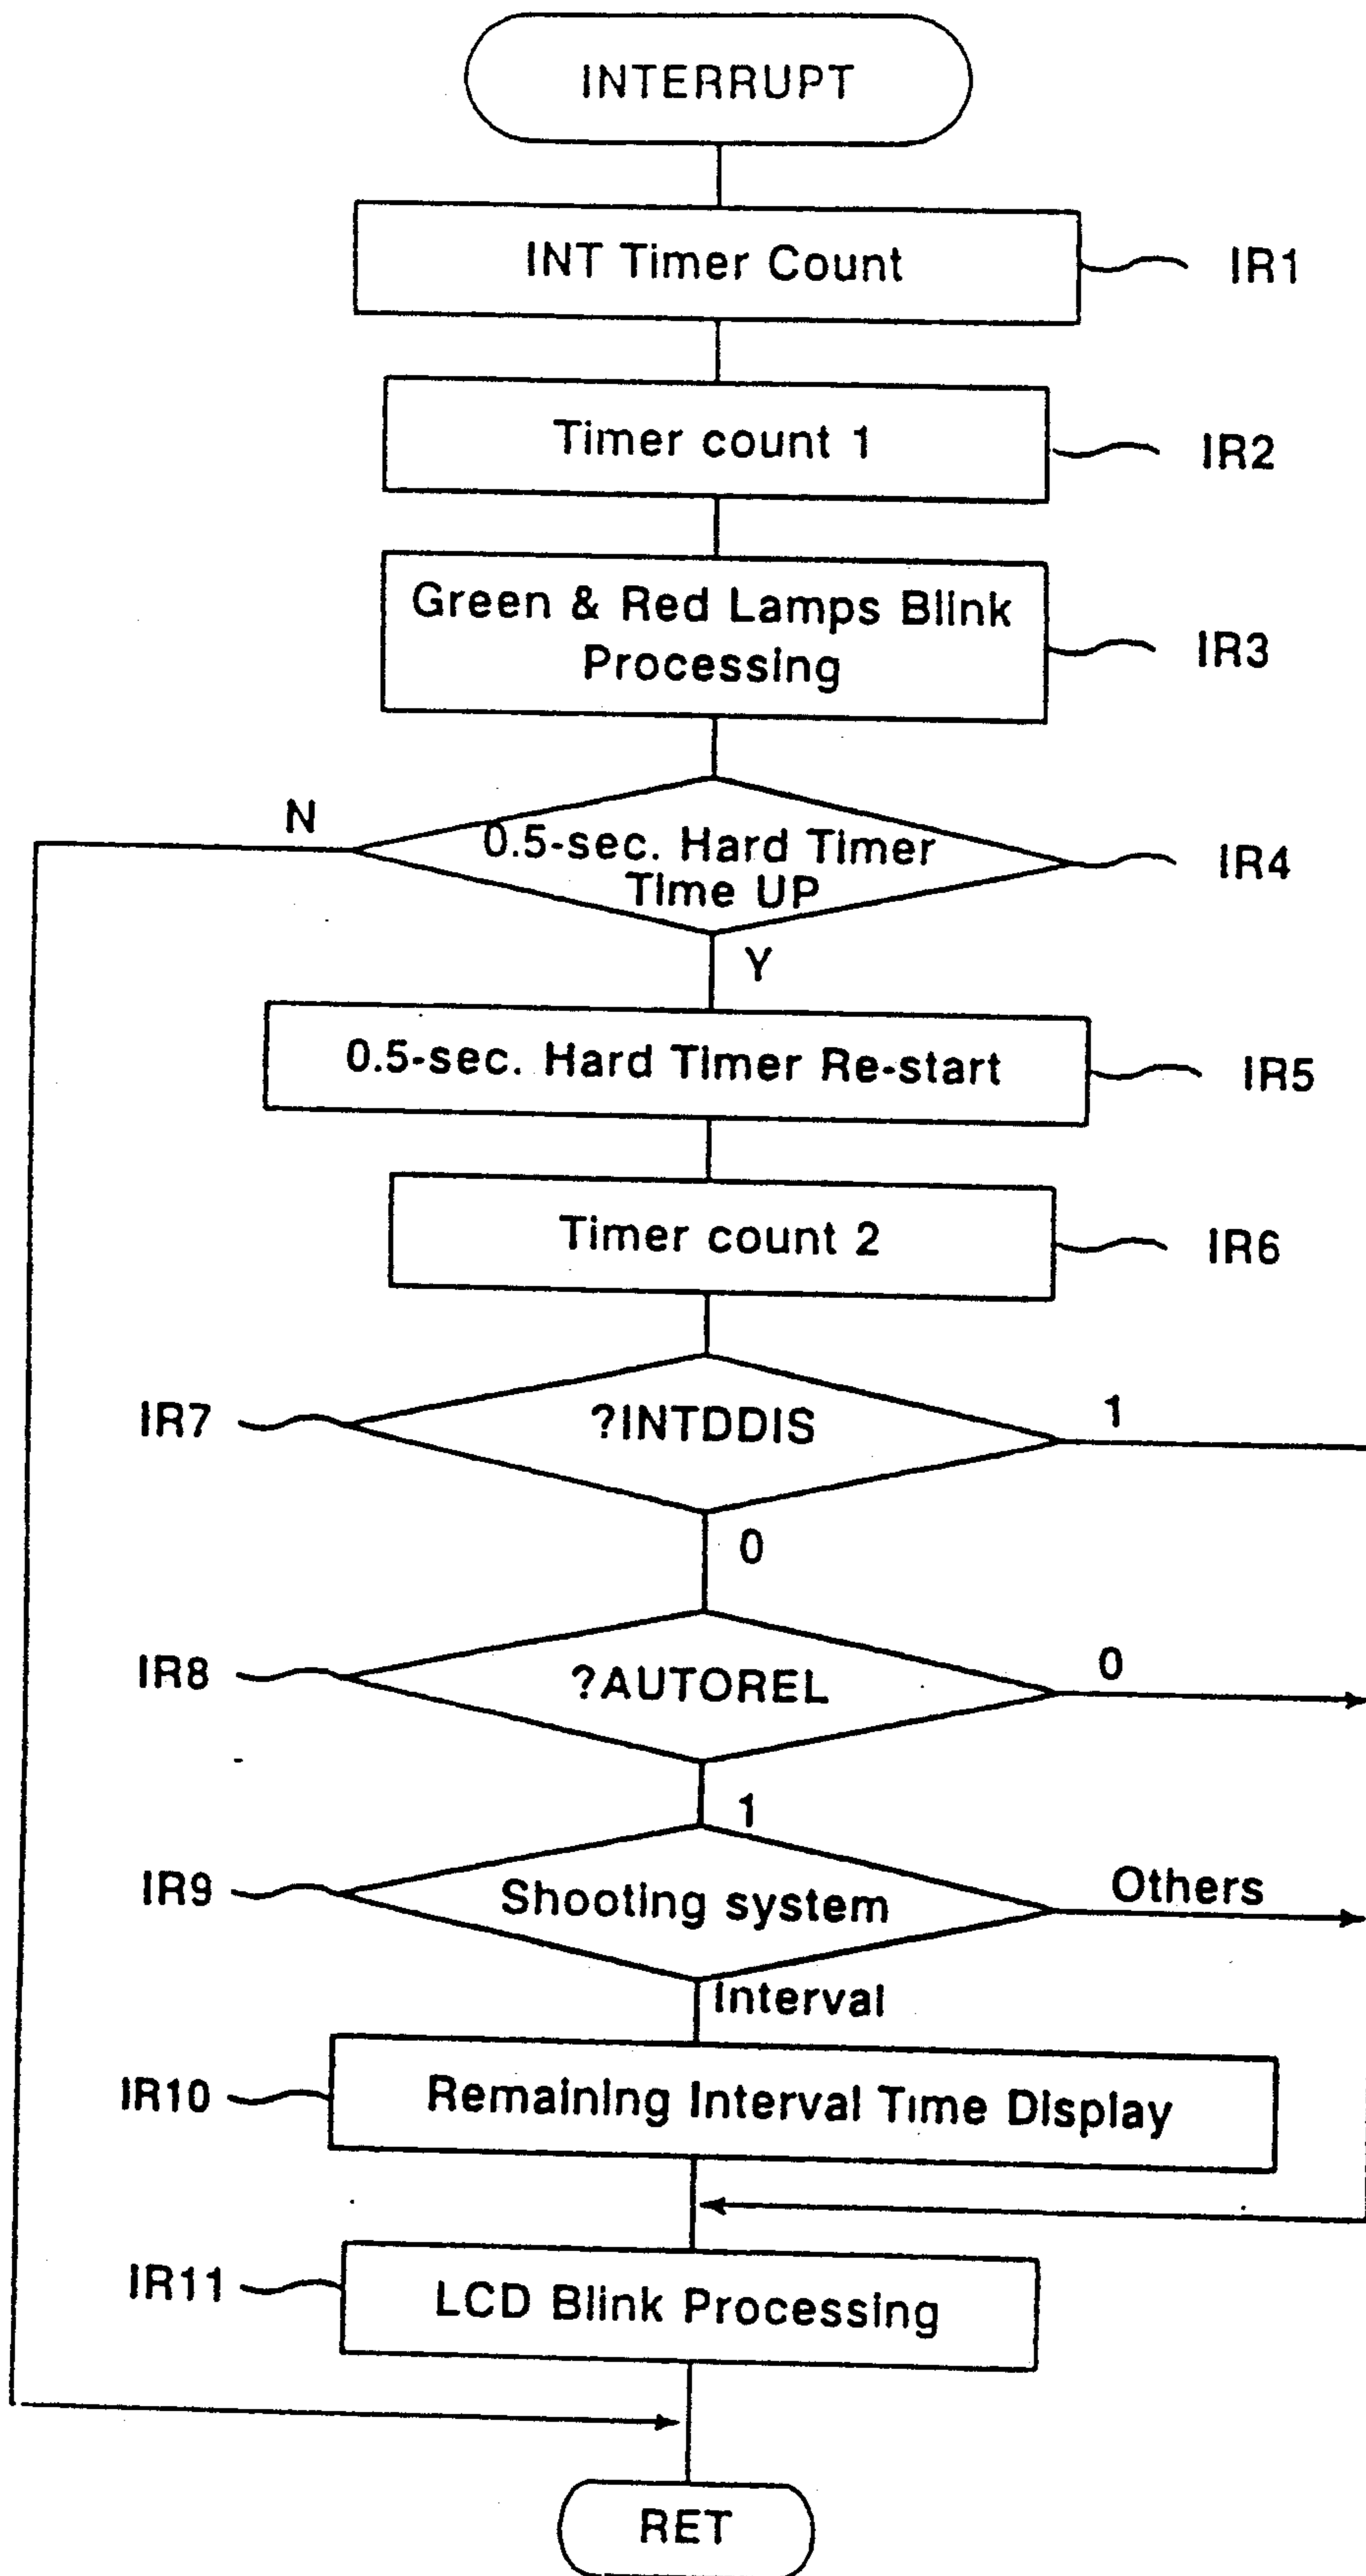 INTERRUPT
INT Timer Count
IR1
Timer count 1
IR2
Green & Red Lamps Blink
Processing
IR3
N
0.5-sec. Hard Timer
Time UP
IR4
Y
0.5-sec. Hard Timer Re-start
IR5
Timer count 2
IR6
IR7
?INTDDIS
1
0
IR8
?AUTOREL
0
1
IR9
Shooting system
Others
Interval
IR10
Remaining Interval Time Display
IR11
LCD Blink Processing
RET